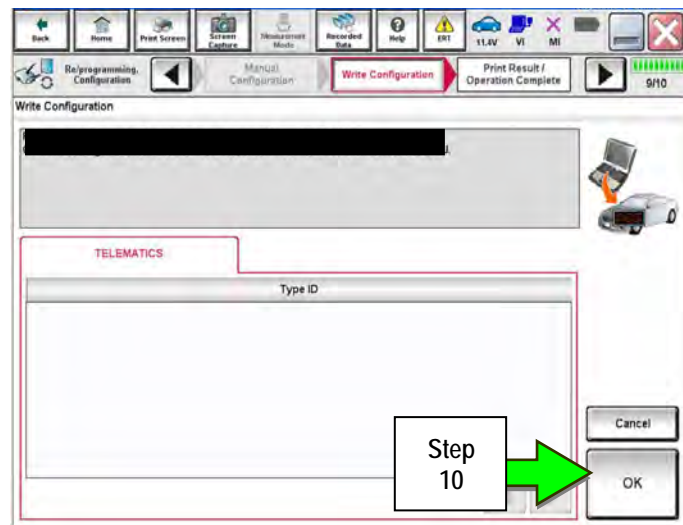 Back
Home
Print Screen
Screen
Capture
Measurement
Mode
Recorded
Data
Help
ERT
11.4V
VI
MI
Re/programming,
Configuration
Manual
Configuration
Write Configuration
Print Result /
Operation Complete
9/10
Write Configuration
TELEMATICS
Type ID
Cancel
Step
10
OK